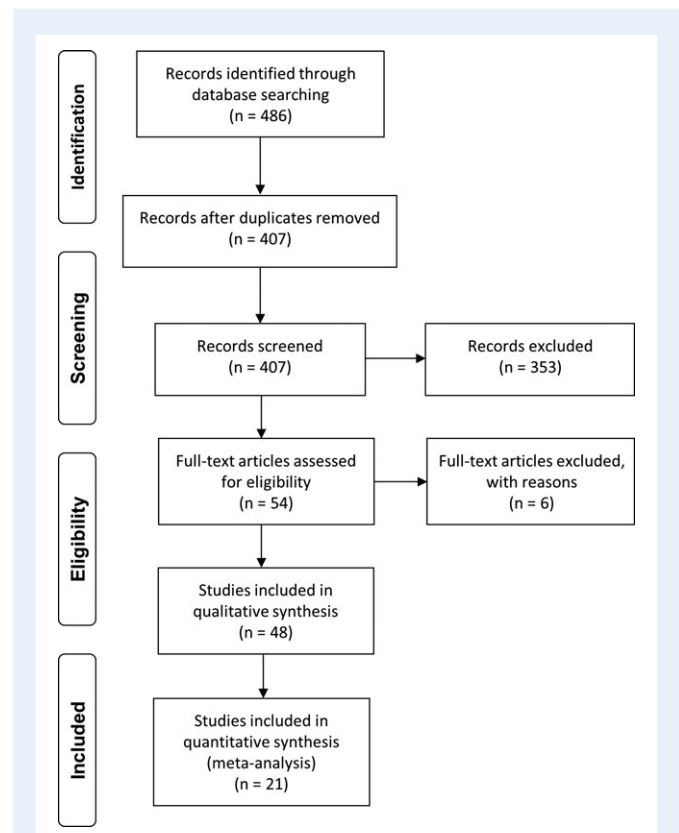 Identification
Records identified through
database searching
(n = 486)
Records after duplicates removed
(n = 407)
Screening
Records screened
(n = 407)
Records excluded
(n = 353)
Eligibility
Full-text articles assessed
for eligibility
(n = 54)
Full-text articles excluded,
with reasons
(n = 6)
Studies included in
qualitative synthesis
(n = 48)
Included
Studies included in
quantitative synthesis
(meta-analysis)
(n = 21)